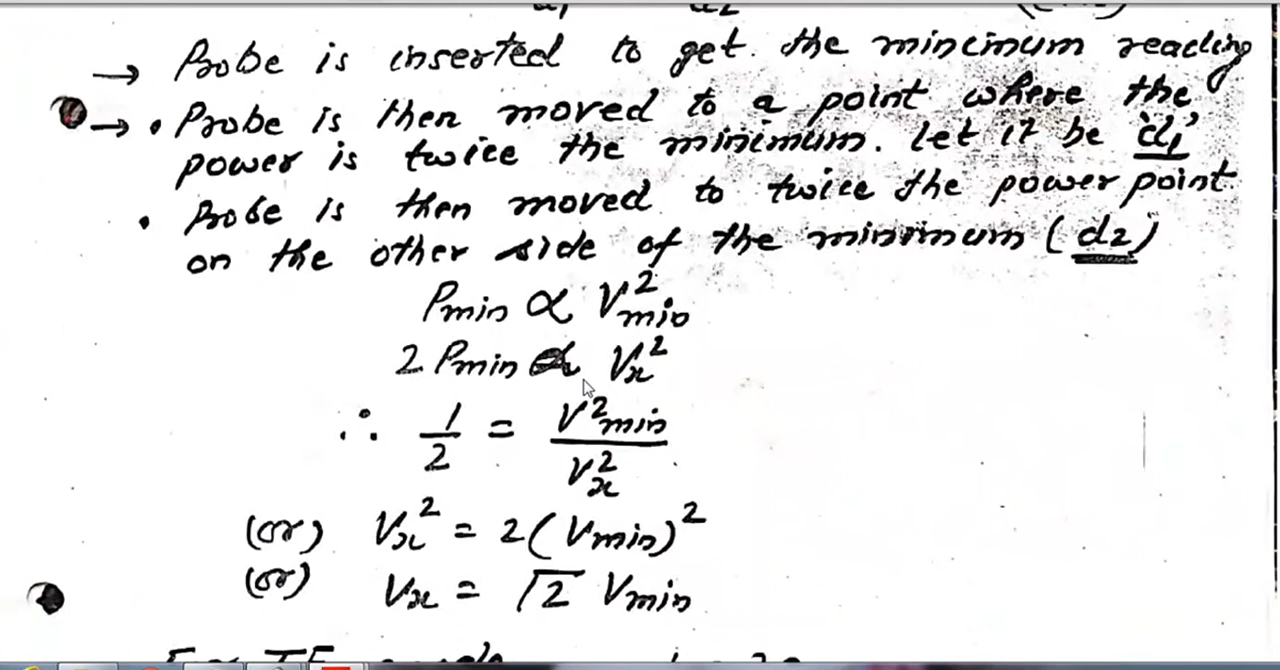 → Probe is inserted to get the minimum reading
→ • Probe is then moved to a point where the
power is twice the minimum. Let it be 'd₁'
• Probe is then moved to twice the power point
on the other side of the minimum (d₂)
Pmin ∝ V²min
2 Pmin ∝ Vx²
∴ 1/2 = V²min / Vx²
(or) Vx² = 2(Vmin)²
(or) Vx = √2 Vmin